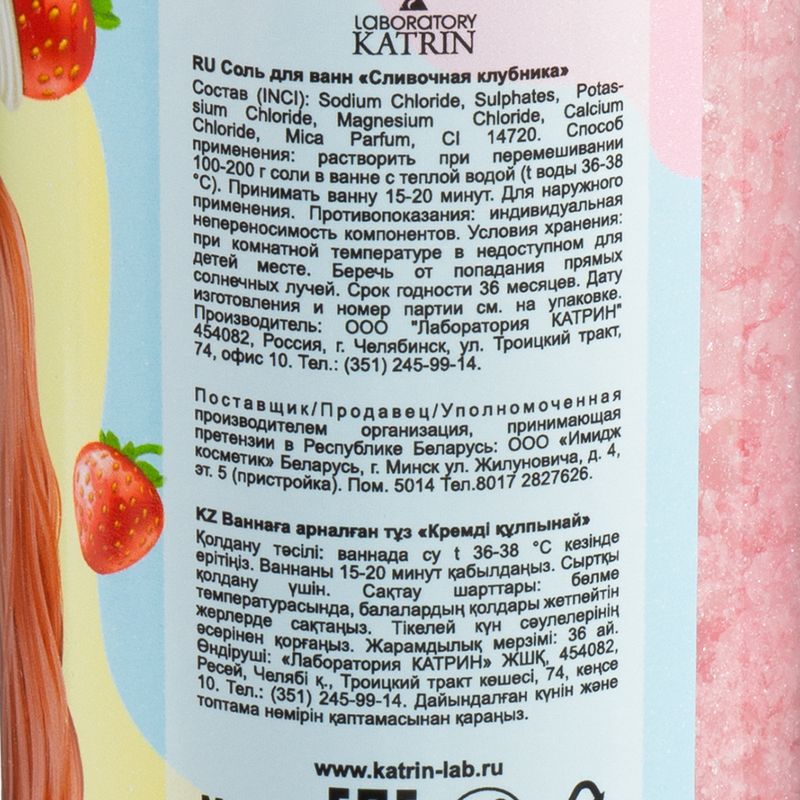 LABORATORY
KATRIN
RU Соль для ванн «Сливочная клубника»
Состав (INCI): Sodium Chloride, Sulphates, Potas-
sium Chloride, Magnesium Chloride, Calcium
Chloride, Mica Parfum, CI 14720. Способ
применения: растворить при перемешивании
100-200 г соли в ванне с теплой водой (t воды 36-38
°C). Принимать ванну 15-20 минут. Для наружного
применения. Противопоказания: индивидуальная
непереносимость компонентов. Условия хранения:
при комнатной температуре в недоступном для
детей месте. Беречь от попадания прямых
солнечных лучей. Срок годности 36 месяцев. Дату
изготовления и номер партии см. на упаковке.
Производитель: ООО "Лаборатория КАТРИН"
454082, Россия, г. Челябинск, ул. Троицкий тракт,
74, офис 10. Тел.: (351) 245-99-14.
Поставщик/Продавец/Уполномоченная
производителем организация, принимающая
претензии в Республике Беларусь: ООО «Имидж
косметик» Беларусь, г. Минск ул. Жилуновича, д. 4,
эт. 5 (пристройка). Пом. 5014 Тел.8017 2827626.
KZ Ваннаға арналған тұз «Кремді құлпынай»
Қолдану тәсілі: ваннада су t 36-38 °C кезінде
ерітіңіз. Ваннаны 15-20 минут қабылдаңыз. Сыртқы
қолдану үшін. Сақтау шарттары: бөлме
температурасында, балалардың қолдары жетпейтін
жерлерде сақтаңыз. Тікелей күн сәулелерінің
әсерінен қорғаңыз. Жарамдылық мерзімі: 36 ай.
Өндіруші: «Лаборатория КАТРИН» ЖШҚ, 454082,
Ресей, Челябі қ., Троицкий тракт көшесі, 74, кеңсе
10. Тел.: (351) 245-99-14. Дайындалған күнін және
топтама нөмірін қаптамасынан қараңыз.
www.katrin-lab.ru